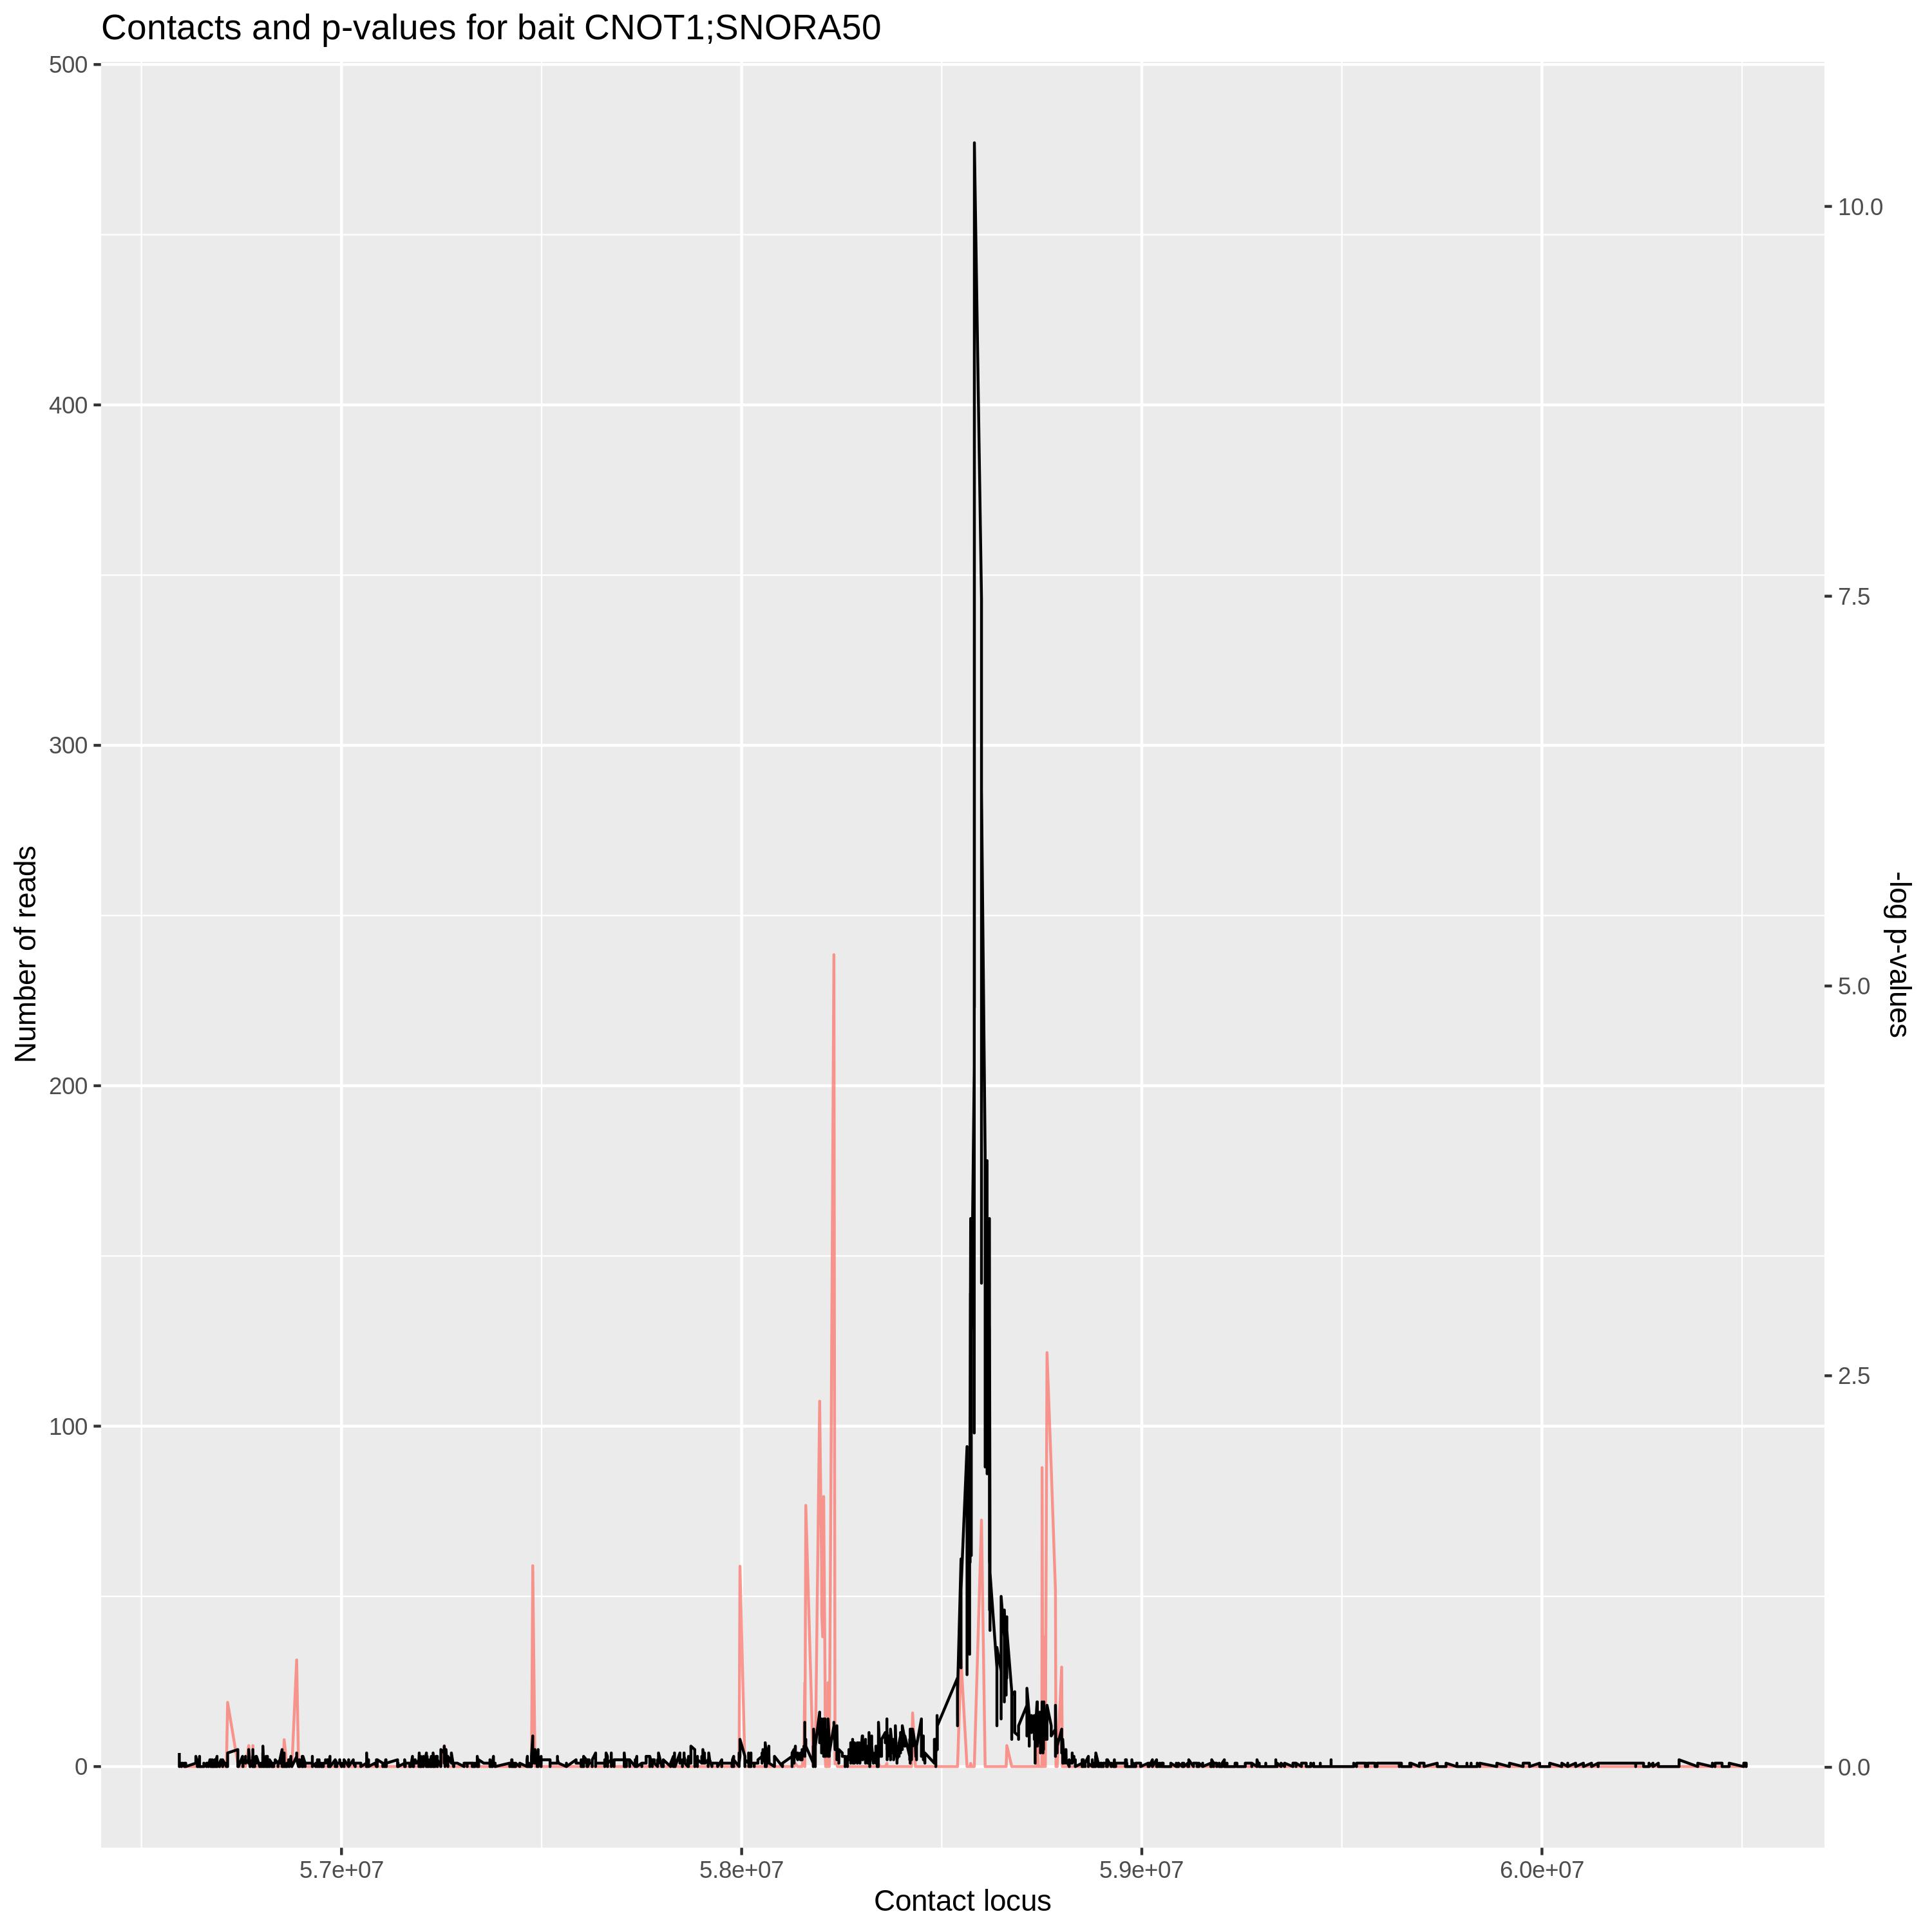 Contacts and p-values for bait CNOT1;SNORA50
500
400
300
200
100
0
Number of reads
10.0
7.5
5.0
2.5
0.0
-log p-values
5.7e+07
5.8e+07
5.9e+07
6.0e+07
Contact locus